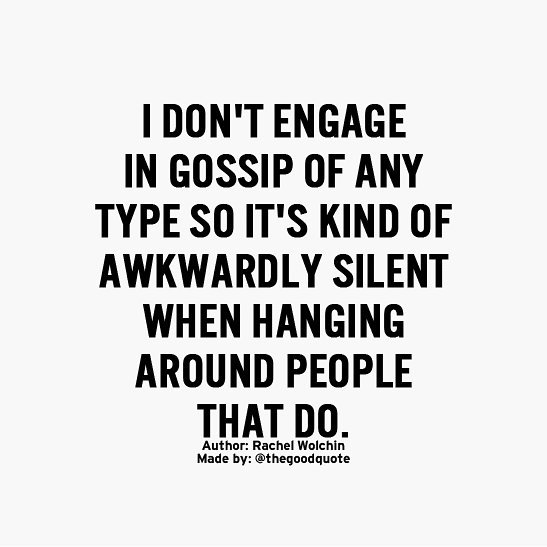 I DON'T ENGAGE
IN GOSSIP OF ANY
TYPE SO IT'S KIND OF
AWKWARDLY SILENT
WHEN HANGING
AROUND PEOPLE
THAT DO.
Author: Rachel Wolchin
Made by: @thegoodquote